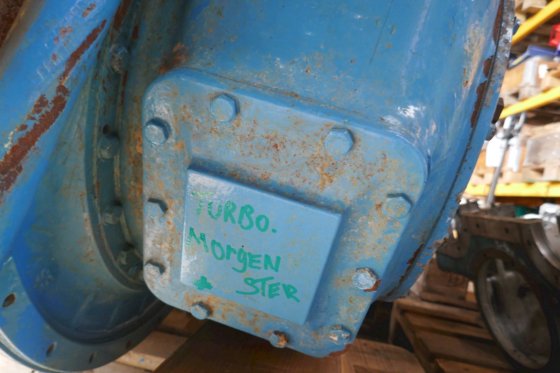 TURBO.
MOrgEN
+ STER